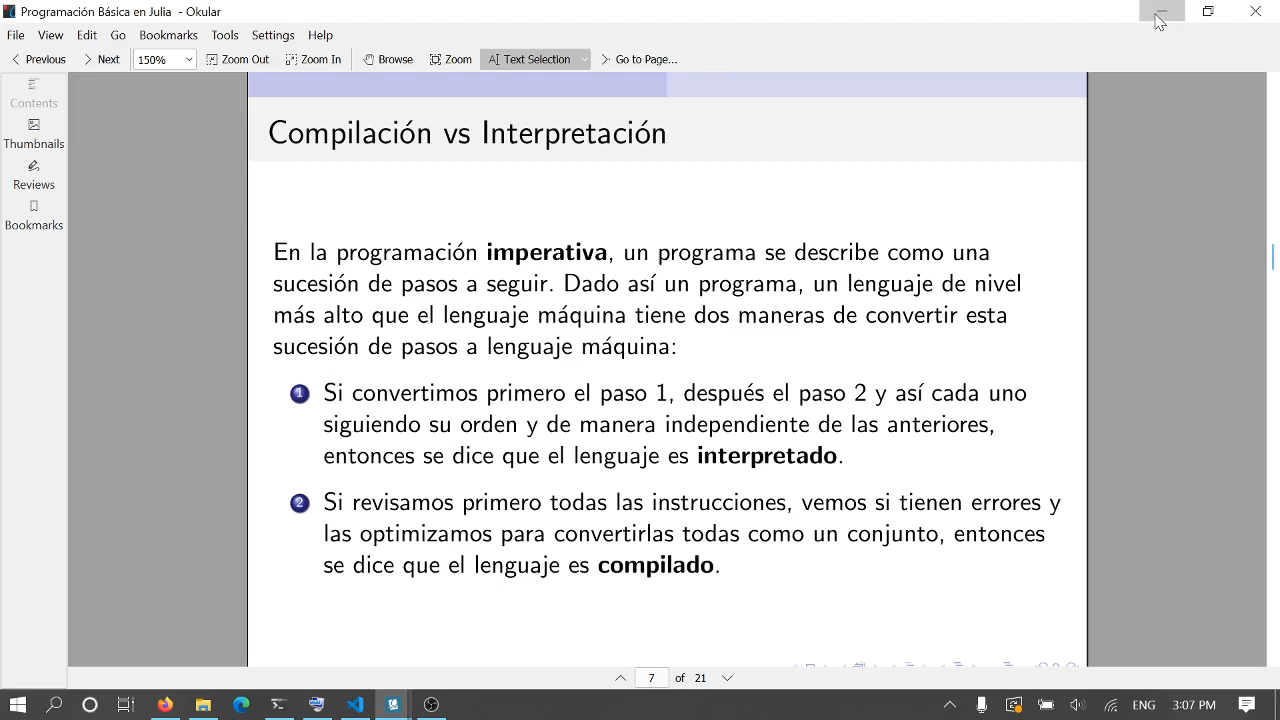 Programación Básica en Julia - Okular
File View Edit Go Bookmarks Tools Settings Help
Previous Next 150% Zoom Out Zoom In Browse Zoom Text Selection Go to Page...
Contents
Thumbnails
Reviews
Bookmarks
Compilación vs Interpretación
En la programación imperativa, un programa se describe como una
sucesión de pasos a seguir. Dado así un programa, un lenguaje de nivel
más alto que el lenguaje máquina tiene dos maneras de convertir esta
sucesión de pasos a lenguaje máquina:
1 Si convertimos primero el paso 1, después el paso 2 y así cada uno
siguiendo su orden y de manera independiente de las anteriores,
entonces se dice que el lenguaje es interpretado.
2 Si revisamos primero todas las instrucciones, vemos si tienen errores y
las optimizamos para convertirlas todas como un conjunto, entonces
se dice que el lenguaje es compilado.
7 of 21
ENG 3:07 PM